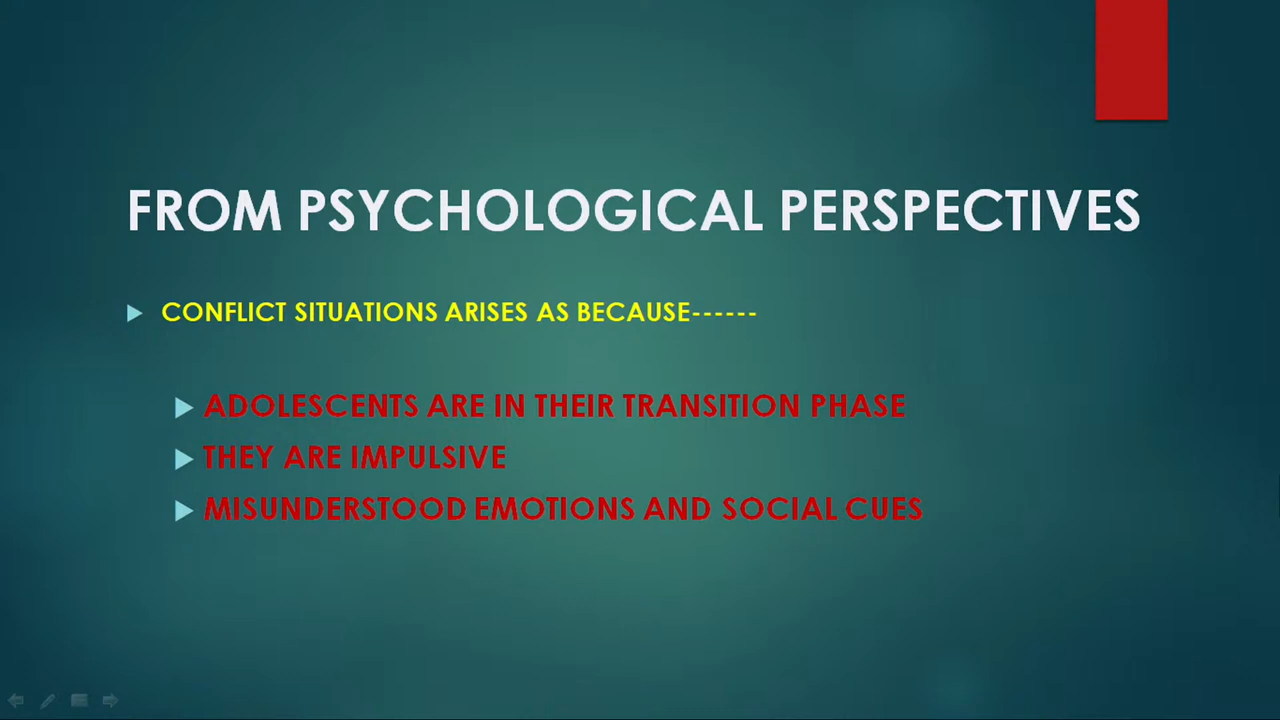 FROM PSYCHOLOGICAL PERSPECTIVES
CONFLICT SITUATIONS ARISES AS BECAUSE------
ADOLESCENTS ARE IN THEIR TRANSITION PHASE
THEY ARE IMPULSIVE
MISUNDERSTOOD EMOTIONS AND SOCIAL CUES